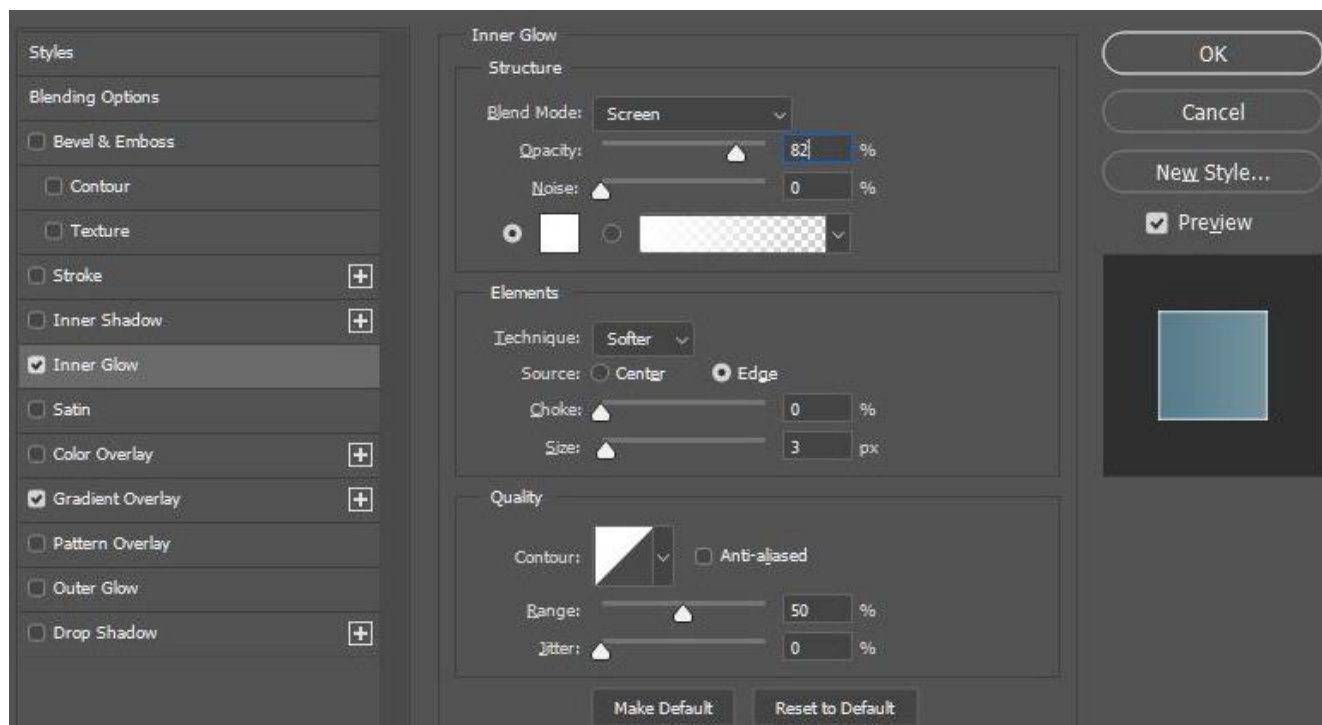 Styles
Blending Options
Bevel & Emboss
Contour
Texture
Stroke
Inner Shadow
Inner Glow
Satin
Color Overlay
Gradient Overlay
Pattern Overlay
Outer Glow
Drop Shadow
Inner Glow
Structure
Blend Mode: Screen
Opacity: 82 %
Noise: 0 %
Elements
Technique: Softer
Source: Center Edge
Choke: 0 %
Size: 3 px
Quality
Contour: Anti-aliased
Range: 50 %
Jitter: 0 %
Make Default Reset to Default
OK
Cancel
New Style...
Preview